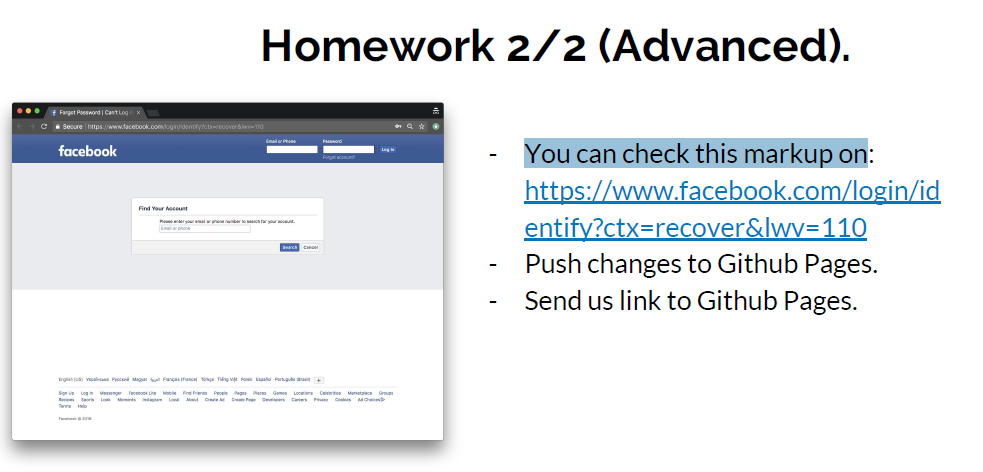 Homework 2/2 (Advanced).
Forgot Password | Can't Log I
Secure | https://www.facebook.com/login/identify?ctx=recover&lwv=110
facebook
Email or Phone
Password
Log In
Forgot account?
Find Your Account
Please enter your email or phone number to search for your account.
Email or phone
Search
Cancel
English (US) Українська Русский Magyar العربية Français (France) Türkçe Tiếng Việt Polski Español Português (Brasil) +
Sign Up Log In Messenger Facebook Lite Mobile Find Friends People Pages Places Games Locations Celebrities Marketplace Groups
Recipes Sports Look Moments Instagram Local About Create Ad Create Page Developers Careers Privacy Cookies Ad Choices
Terms Help
Facebook © 2018
- You can check this markup on:
https://www.facebook.com/login/id
entify?ctx=recover&lwv=110
- Push changes to Github Pages.
- Send us link to Github Pages.